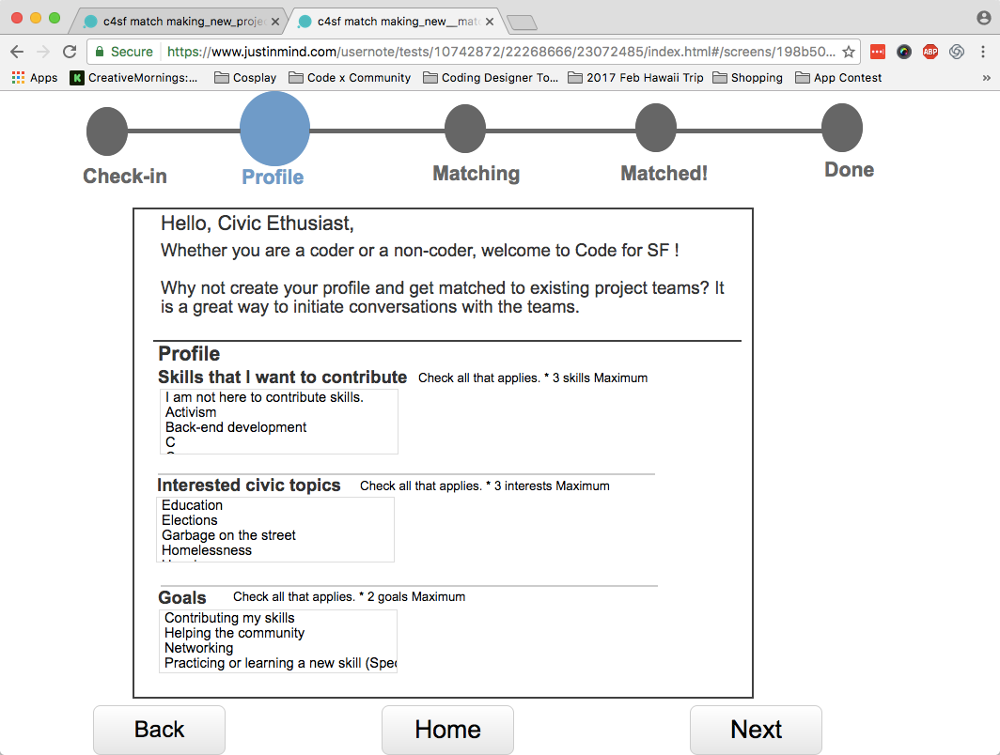 c4sf match making_new_proje
c4sf match making_new__mat
Secure https://www.justinmind.com/usernote/tests/10742872/22268666/23072485/index.html#/screens/198b50...
ABP
Apps K CreativeMornings:... Cosplay Code x Community Coding Designer To... 2017 Feb Hawaii Trip Shopping App Contest »
Check-in Profile Matching Matched! Done
Hello, Civic Ethusiast,
Whether you are a coder or a non-coder, welcome to Code for SF !
Why not create your profile and get matched to existing project teams? It
is a great way to initiate conversations with the teams.
Profile
Skills that I want to contribute Check all that applies. * 3 skills Maximum
I am not here to contribute skills.
Activism
Back-end development
C
Interested civic topics Check all that applies. * 3 interests Maximum
Education
Elections
Garbage on the street
Homelessness
Goals Check all that applies. * 2 goals Maximum
Contributing my skills
Helping the community
Networking
Practicing or learning a new skill (Spec
Back Home Next